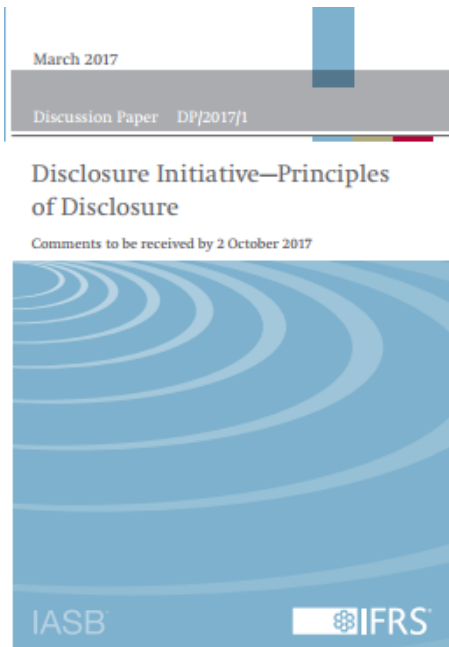 March 2017
Discussion Paper DP/2017/1
Disclosure Initiative—Principles
of Disclosure
Comments to be received by 2 October 2017
IASB
IFRS